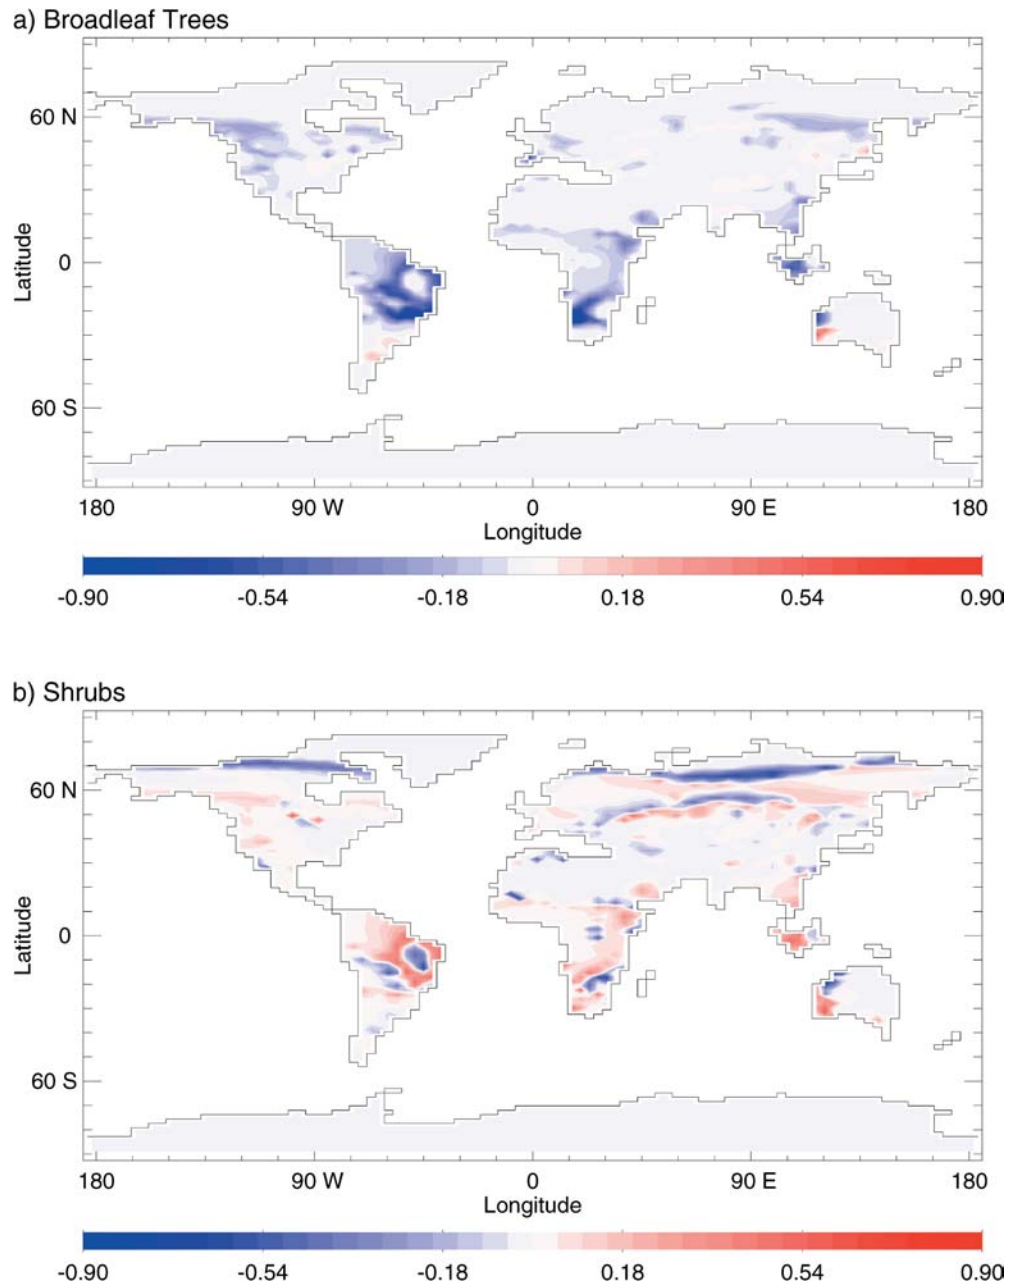 a) Broadleaf Trees
60 N
0
60 S
Latitude
180 90 W 0 90 E 180
Longitude
-0.90 -0.54 -0.18 0.18 0.54 0.90
b) Shrubs
60 N
0
60 S
Latitude
180 90 W 0 90 E 180
Longitude
-0.90 -0.54 -0.18 0.18 0.54 0.90